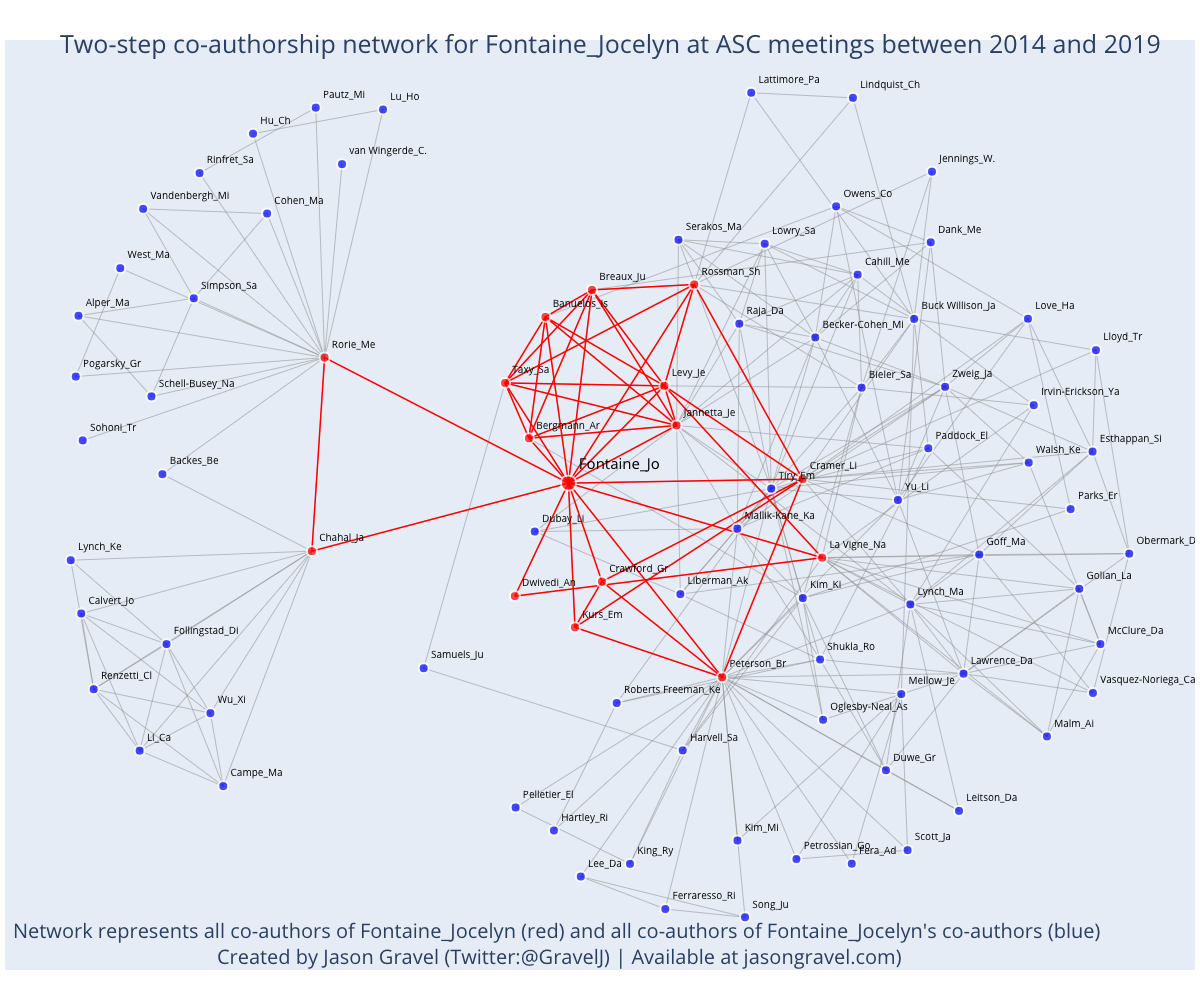 Two-step co-authorship network for Fontaine_Jocelyn at ASC meetings between 2014 and 2019
Lattimore_Pa
Lindquist_Ch
Pautz_Mi
Lu_Ho
Hu_Ch
van Wingerde_C.
Rinfret_Sa
Jennings_W.
Vandenbergh_Mi
Cohen_Ma
Owens_Co
Serakos_Ma
Lowry_Sa
Dank_Me
West_Ma
Cahill_Me
Simpson_Sa
Breaux_Ju
Rossman_Sh
Alper_Ma
Banuelos_Is
Raja_Da
Becker-Cohen_Mi
Buck Willison_Ja
Love_Ha
Rorie_Me
Lloyd_Tr
Pogarsky_Gr
Schell-Busey_Na
Taxy_Sa
Levy_Je
Bieler_Sa
Zweig_Ja
Irvin-Erickson_Ya
Sohoni_Tr
Bergmann_Ar
Jannetta_Je
Paddock_El
Walsh_Ke
Esthappan_Si
Backes_Be
Fontaine_Jo
Tiry_Em
Cramer_Li
Yu_Li
Parks_Er
Dubay_Li
Mallik-Kane_Ka
Chahal_Ja
Lynch_Ke
La Vigne_Na
Goff_Ma
Obermark_D
Dwivedi_An
Crawford_Gr
Liberman_Ak
Kim_Ki
Lynch_Ma
Golian_La
Calvert_Jo
Kurs_Em
Follingstad_Di
Shukla_Ro
McClure_Da
Renzetti_Cl
Samuels_Ju
Peterson_Br
Lawrence_Da
Wu_Xi
Roberts Freeman_Ke
Mellow_Je
Vasquez-Noriega_Ca
Li_Ca
Oglesby-Neal_As
Malm_Ai
Campe_Ma
Harvell_Sa
Duwe_Gr
Pelletier_El
Leitson_Da
Hartley_Ri
Kim_Mi
King_Ry
Petrossian_Go
Fera_Ad
Scott_Ja
Lee_Da
Ferraresso_Ri
Song_Ju
Network represents all co-authors of Fontaine_Jocelyn (red) and all co-authors of Fontaine_Jocelyn's co-authors (blue)
Created by Jason Gravel (Twitter:@GravelJ) | Available at jasongravel.com)